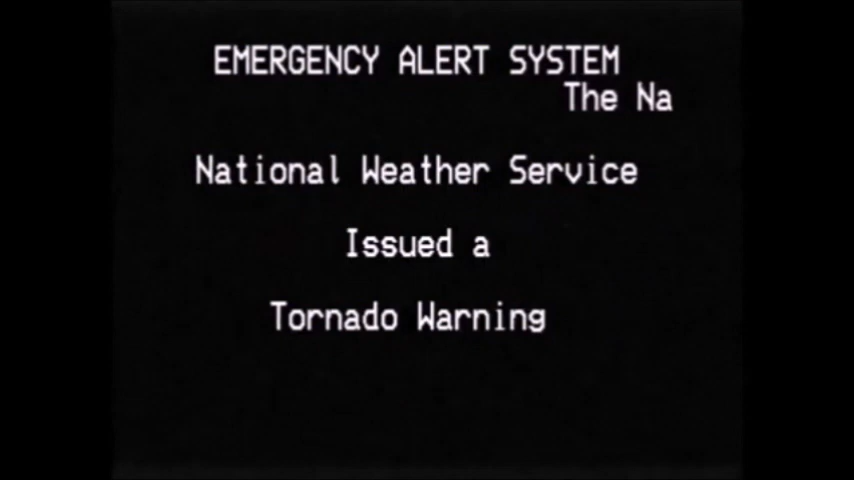 EMERGENCY ALERT SYSTEM
The Na
National Weather Service
Issued a
Tornado Warning